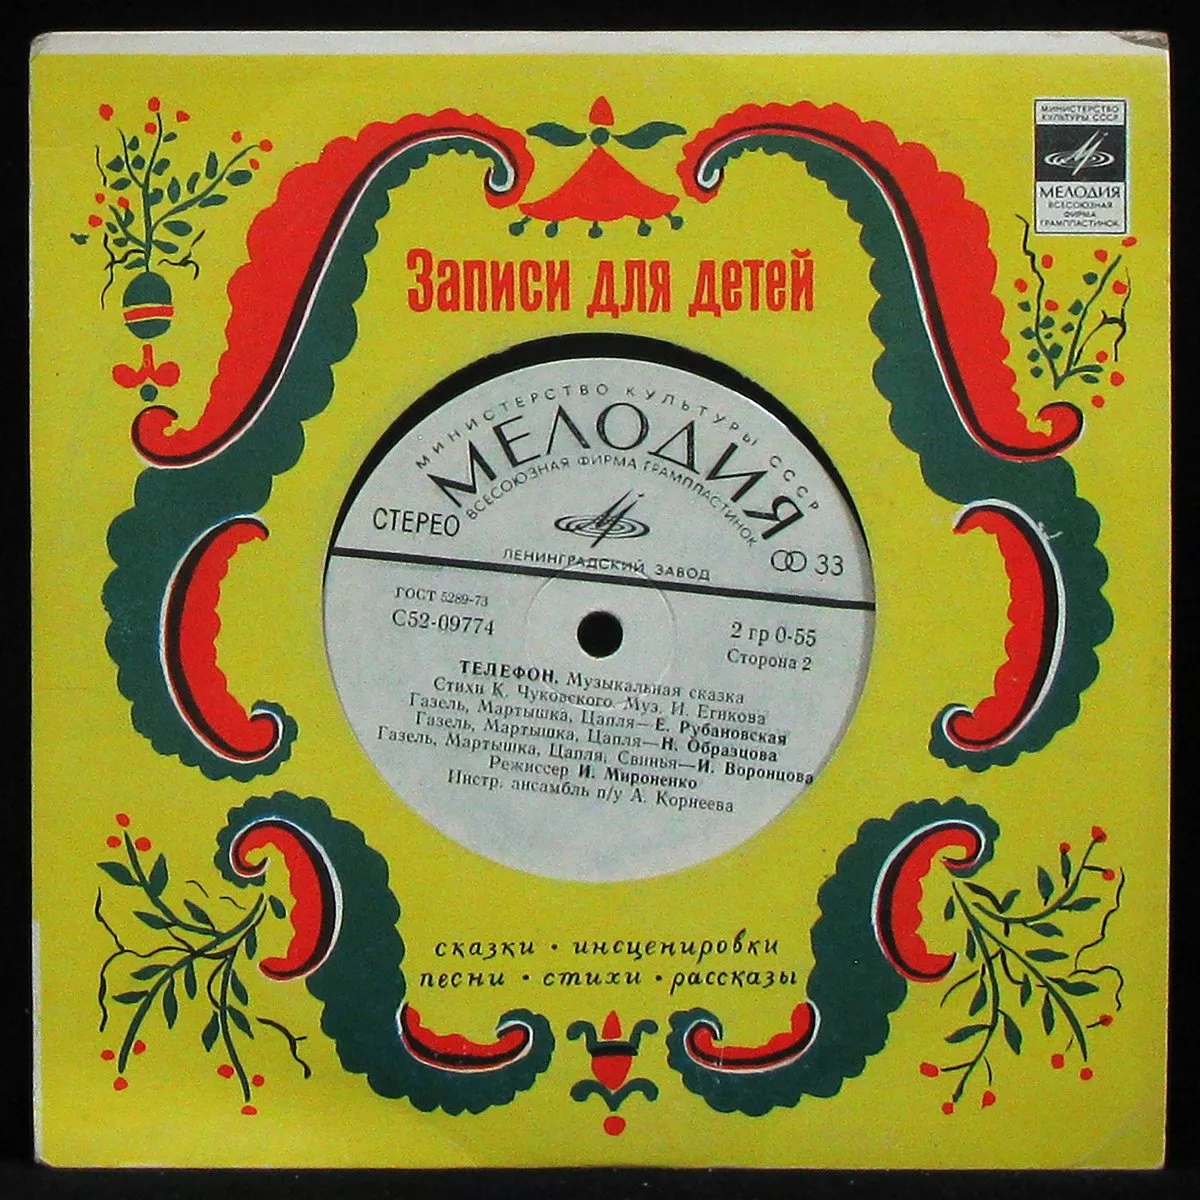 МИНИСТЕРСТВО
КУЛЬТУРЫ СССР
МЕЛОДИЯ
ВСЕСОЮЗНАЯ
ФИРМА
ГРАМПЛАСТИНОК
Записи для детей
МИНИСТЕРСТВО КУЛЬТУРЫ СССР
МЕЛОДИЯ
ВСЕСОЮЗНАЯ ФИРМА ГРАМПЛАСТИНОК
СТЕРЕО
33
ЛЕНИНГРАДСКИЙ ЗАВОД
ГОСТ 5289-73
С52-09774
2 гр 0-55
Сторона 2
ТЕЛЕФОН. Музыкальная сказка
Стихи К. Чуковского. Муз. И. Егикова
Газель, Мартышка, Цапля—Е. Рубановская
Газель, Мартышка, Цапля—Н. Образцова
Газель, Мартышка, Цапля, Свинья—И. Воронцова
Режиссер И. Мироненко
Инстр. ансамбль п/у А. Корнеева
сказки • инсценировки
песни • стихи • рассказы